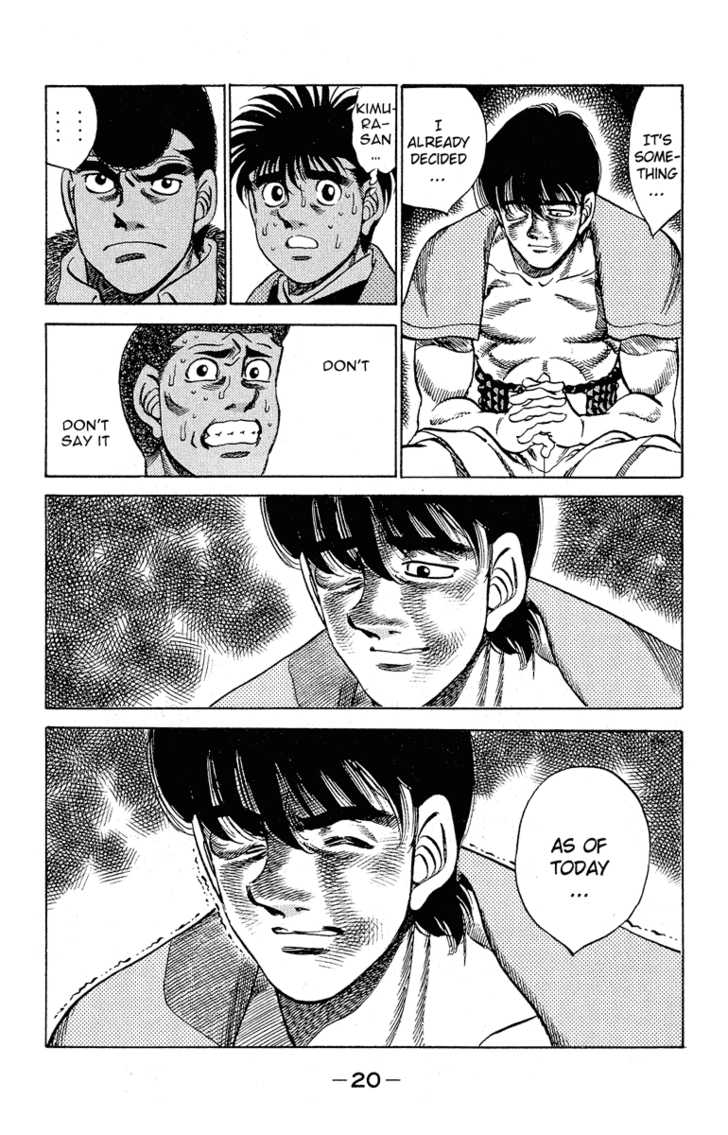 IT'S
SOME-
THING
...
I
ALREADY
DECIDED
...
KIMU-
RA-
SAN
...
......
DON'T
DON'T
SAY IT
AS OF
TODAY
...
—20—